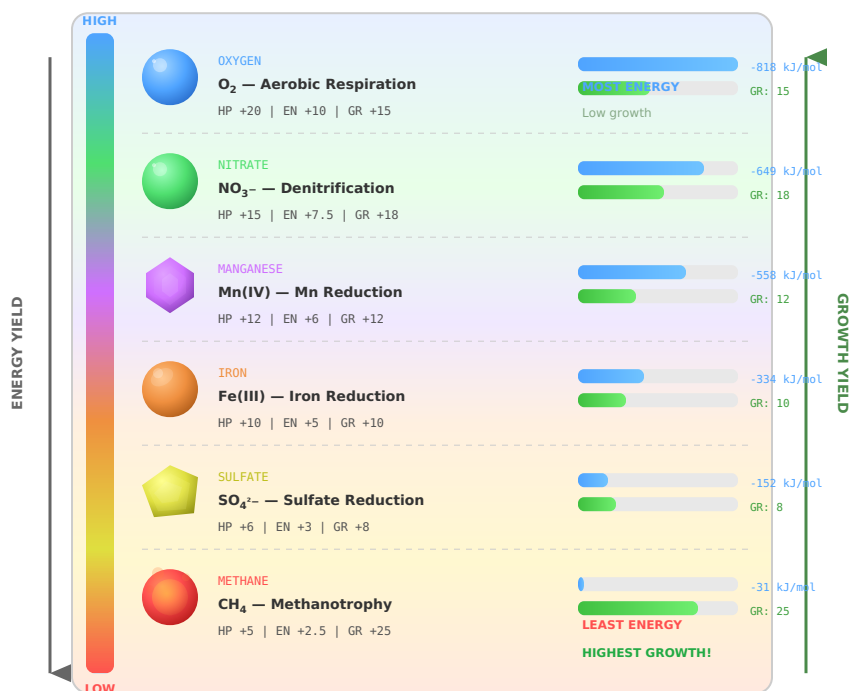 HIGH
ENERGY YIELD
GROWTH YIELD
OXYGEN
O₂ — Aerobic Respiration
HP +20 | EN +10 | GR +15
-818 kJ/mol
MOST ENERGY
GR: 15
Low growth
NITRATE
NO₃⁻ — Denitrification
HP +15 | EN +7.5 | GR +18
-649 kJ/mol
GR: 18
MANGANESE
Mn(IV) — Mn Reduction
HP +12 | EN +6 | GR +12
-558 kJ/mol
GR: 12
IRON
Fe(III) — Iron Reduction
HP +10 | EN +5 | GR +10
-334 kJ/mol
GR: 10
SULFATE
SO₄²⁻ — Sulfate Reduction
HP +6 | EN +3 | GR +8
-152 kJ/mol
GR: 8
METHANE
CH₄ — Methanotrophy
HP +5 | EN +2.5 | GR +25
-31 kJ/mol
GR: 25
LEAST ENERGY
HIGHEST GROWTH!
LOW